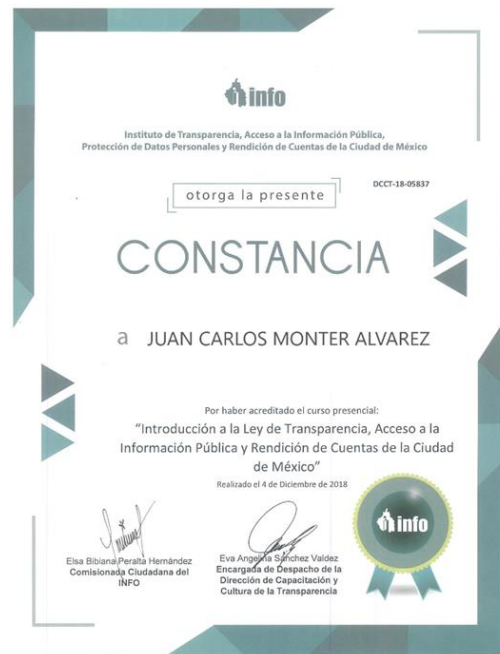 info
Instituto de Transparencia, Acceso a la Información Pública,
Protección de Datos Personales y Rendición de Cuentas de la Ciudad de México
DCCT-18-05837
otorga la presente
CONSTANCIA
a JUAN CARLOS MONTER ALVAREZ
Por haber acreditado el curso presencial:
“Introducción a la Ley de Transparencia, Acceso a la
Información Pública y Rendición de Cuentas de la Ciudad
de México”
Realizado el 4 de Diciembre de 2018
Elsa Bibiana Peralta Hernández
Comisionada Ciudadana del
INFO
Eva Angelina Sánchez Valdez
Encargada de Despacho de la
Dirección de Capacitación y
Cultura de la Transparencia
info